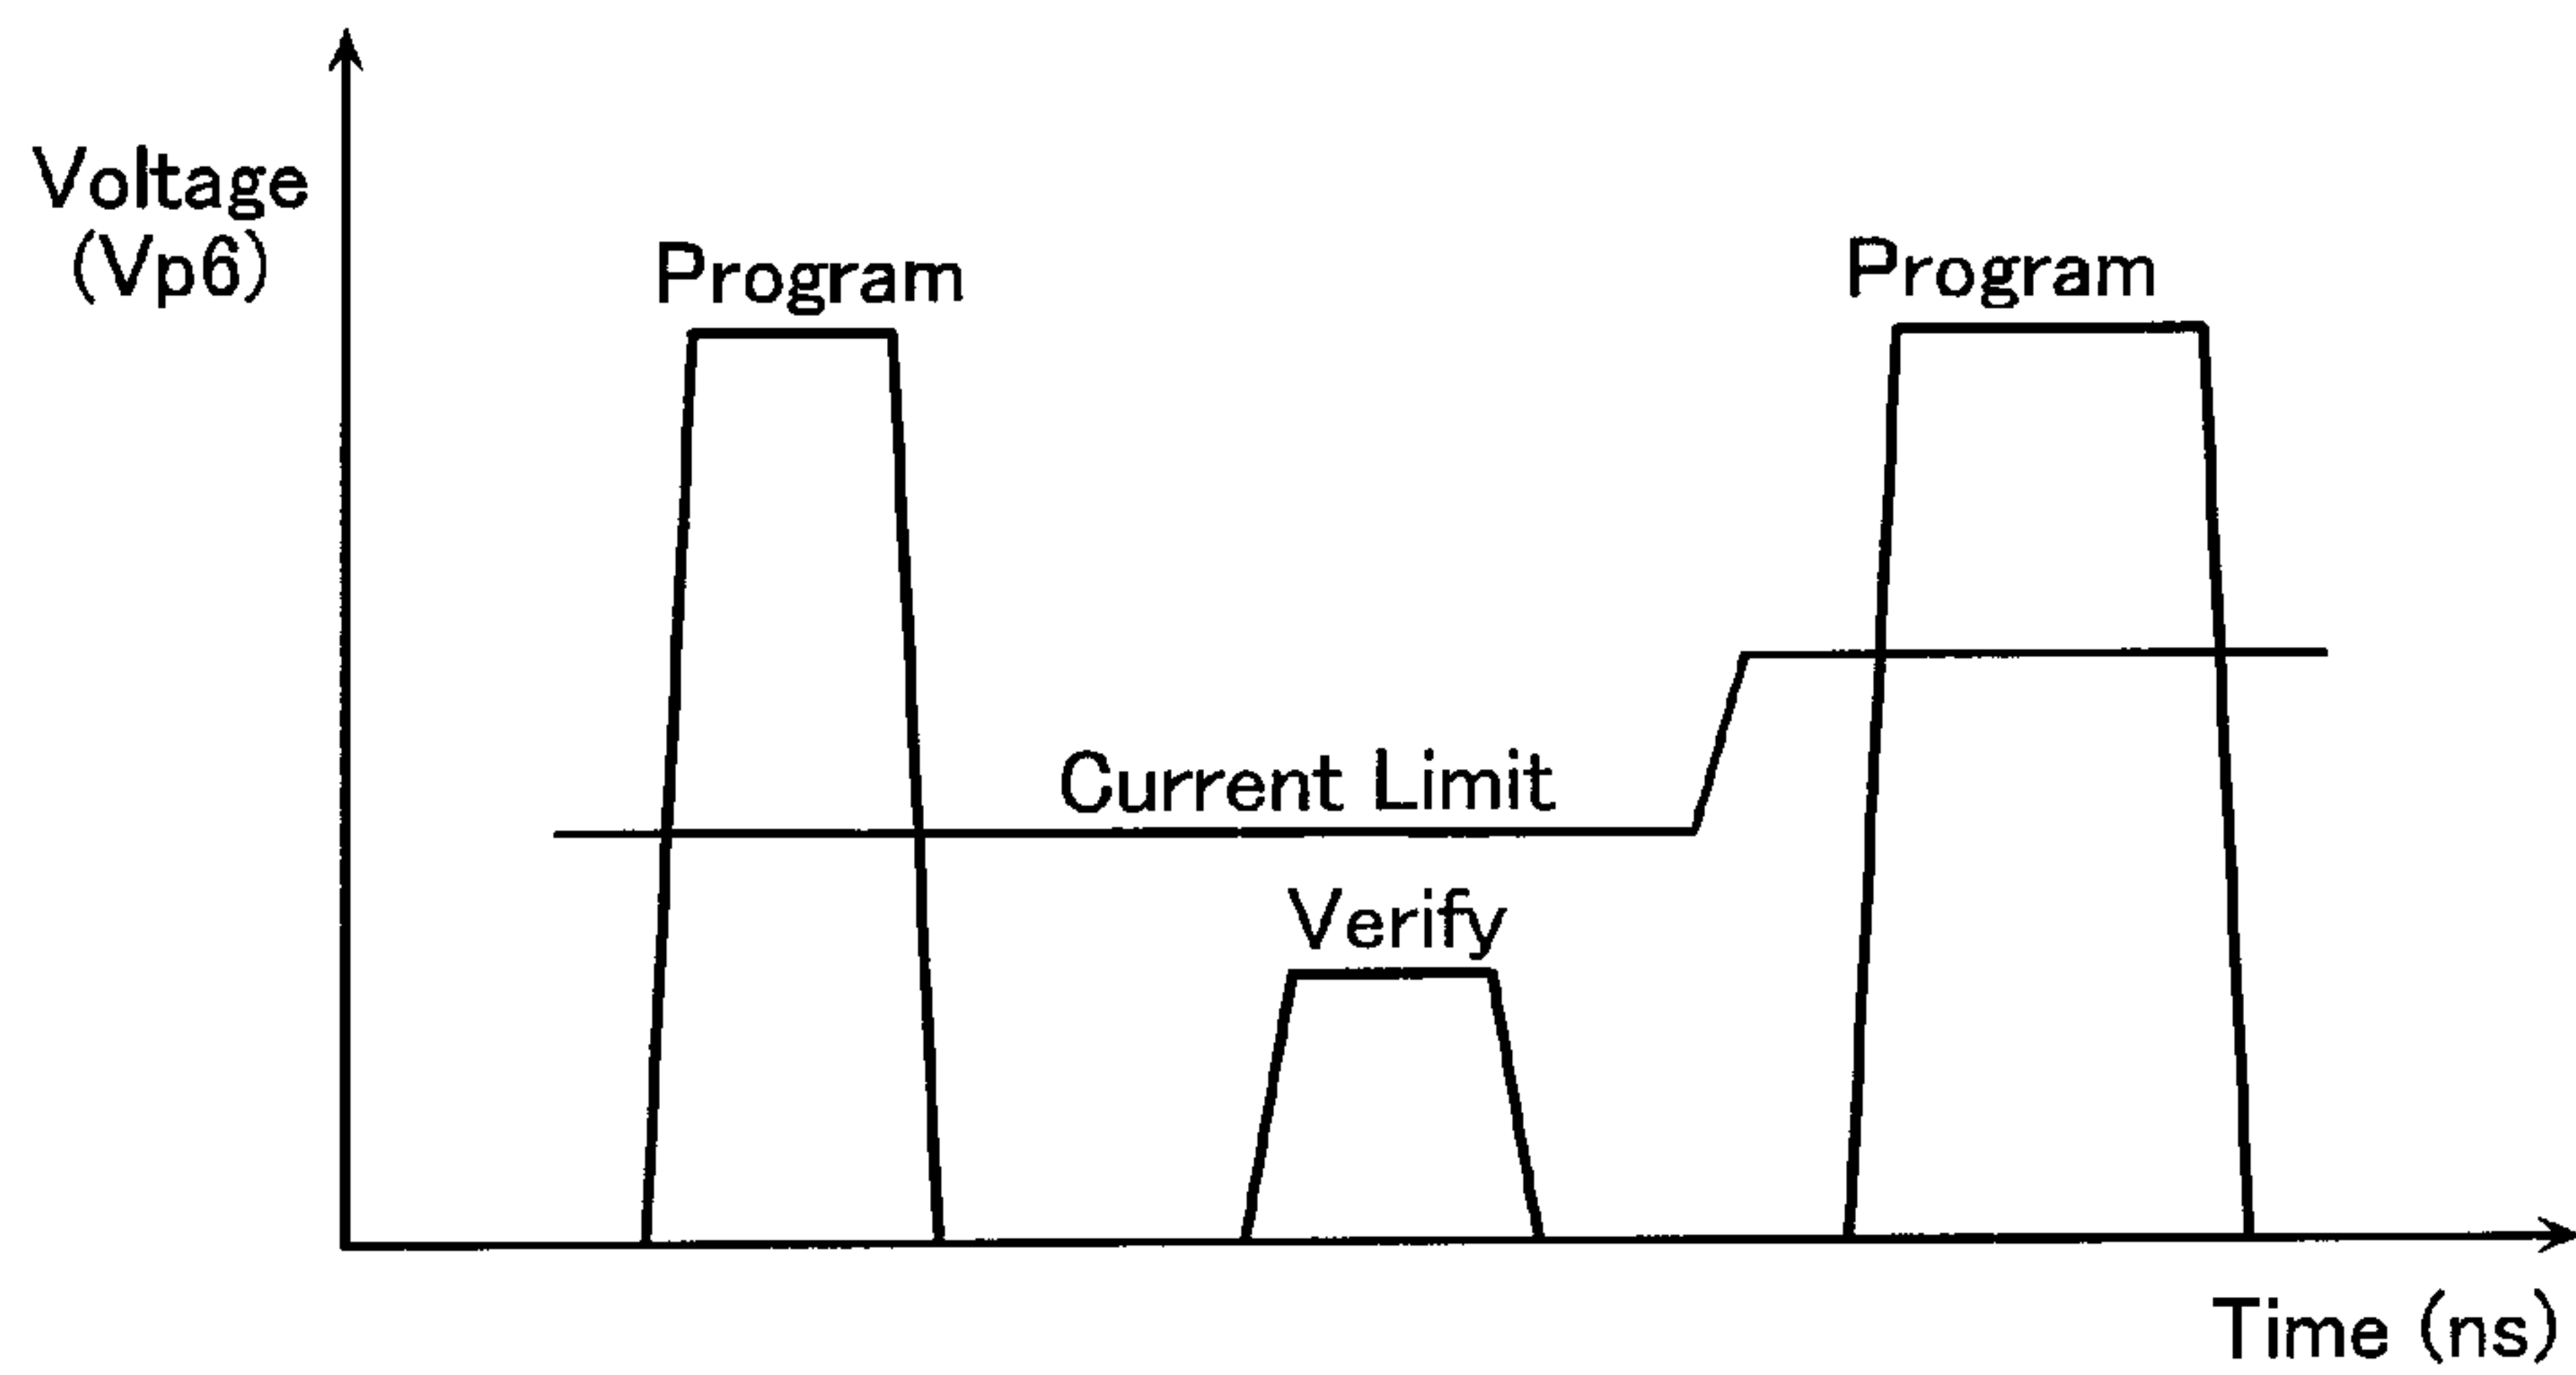 Voltage
(Vp6)
Program
Program
Current Limit
Verify
Time (ns)